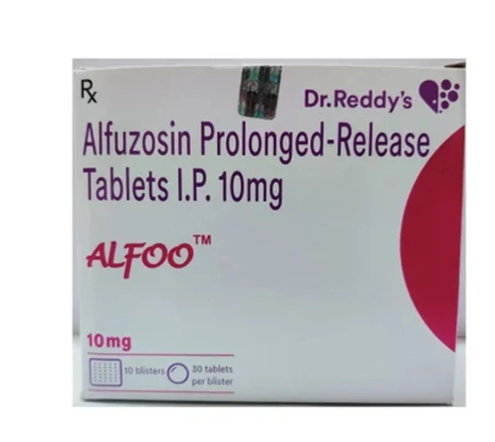 Rx
Dr.Reddy's
Alfuzosin Prolonged-Release
Tablets I.P. 10mg
ALFOO™
10mg
10 blisters
30 tablets
per blister